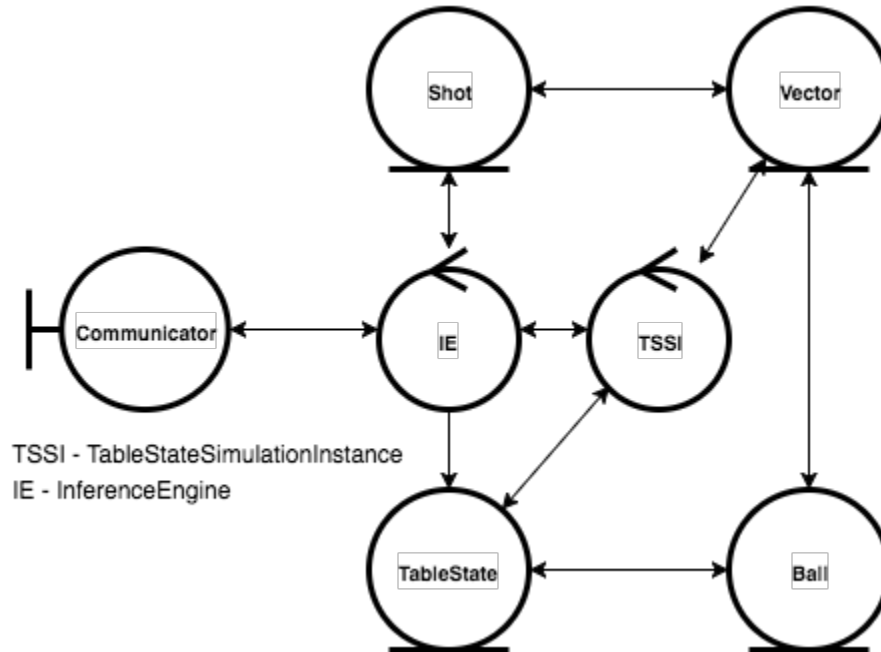 Shot
Vector
Communicator
IE
TSSI
TSSI - TableStateSimulationInstance
IE - InferenceEngine
TableState
Ball